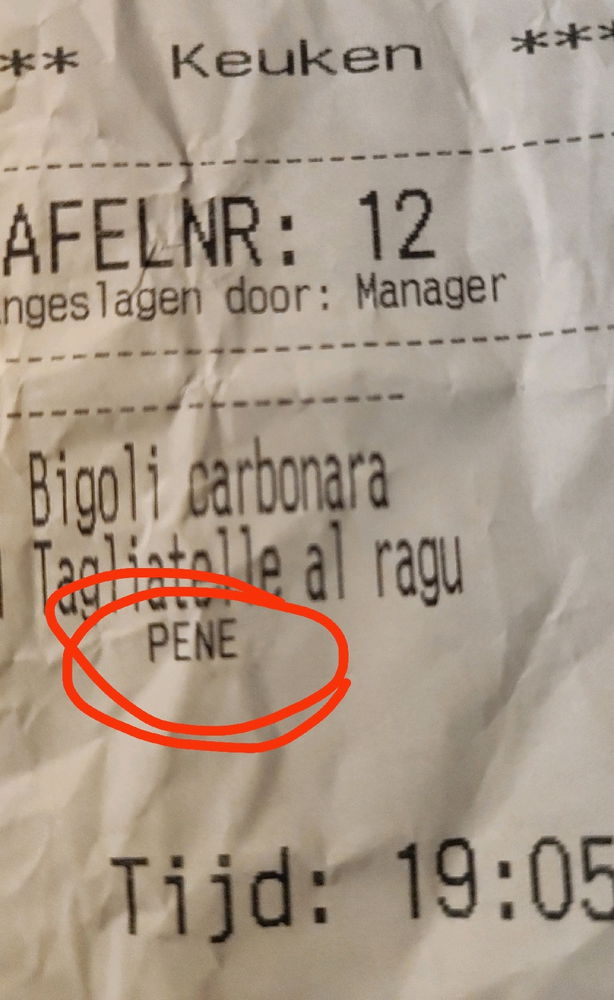 ** Keuken ***
AFELNR: 12
ngeslagen door: Manager
Bigoli carbonara
Tagliatelle al ragu
PENE
Tijd: 19:05